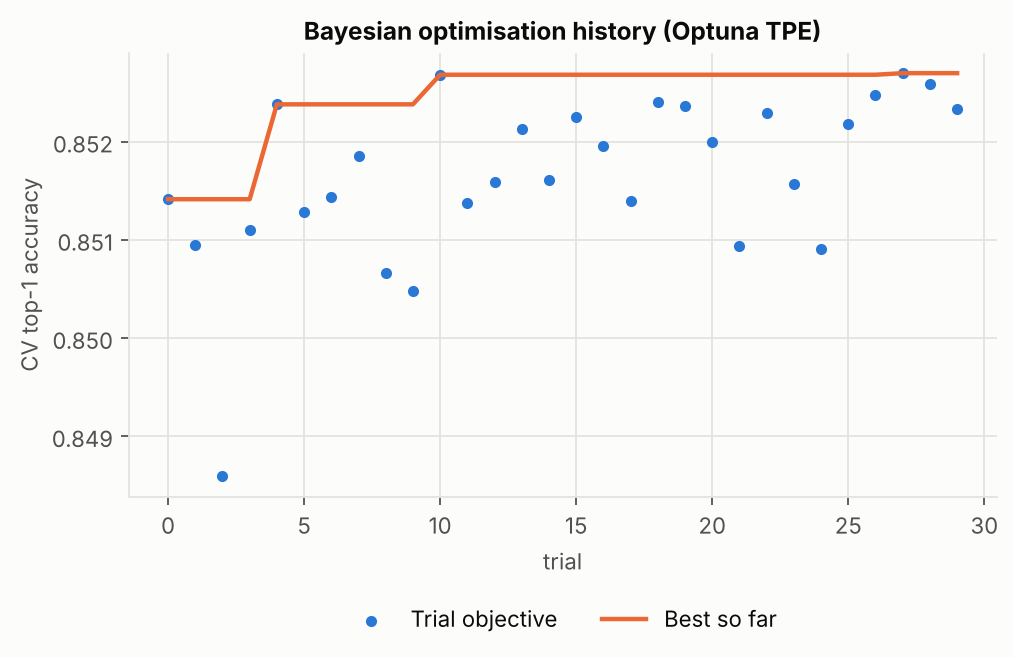 Bayesian optimisation history (Optuna TPE)
CV top-1 accuracy
0.852
0.851
0.850
0.849
0 5 10 15 20 25 30
trial
Trial objective Best so far